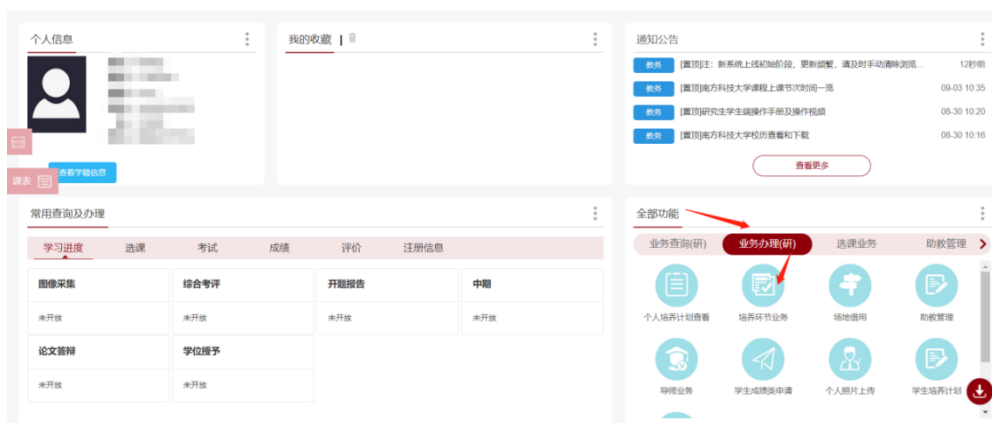 个人信息
我的收藏
通知公告
教务 [置顶]注：新系统上线初始阶段，更新频繁，请及时手动清除浏览... 12秒前
教务 [置顶]南方科技大学课程上课节次时间一览 09-03 10:35
教务 [置顶]研究生学生端操作手册及操作视频 08-30 10:20
教务 [置顶]南方科技大学校历查看和下载 08-30 10:16
查看更多
查看学籍信息
课表
常用查询及办理
学习进度 选课 考试 成绩 评价 注册信息
图像采集 综合考评 开题报告 中期
未开放 未开放 未开放 未开放
论文答辩 学位授予
未开放 未开放
全部功能
业务查询(研) 业务办理(研) 选课业务 助教管理
个人培养计划查看 培养环节业务 场地借用 助教管理
导师业务 学生成绩类申请 个人照片上传 学生培养计划